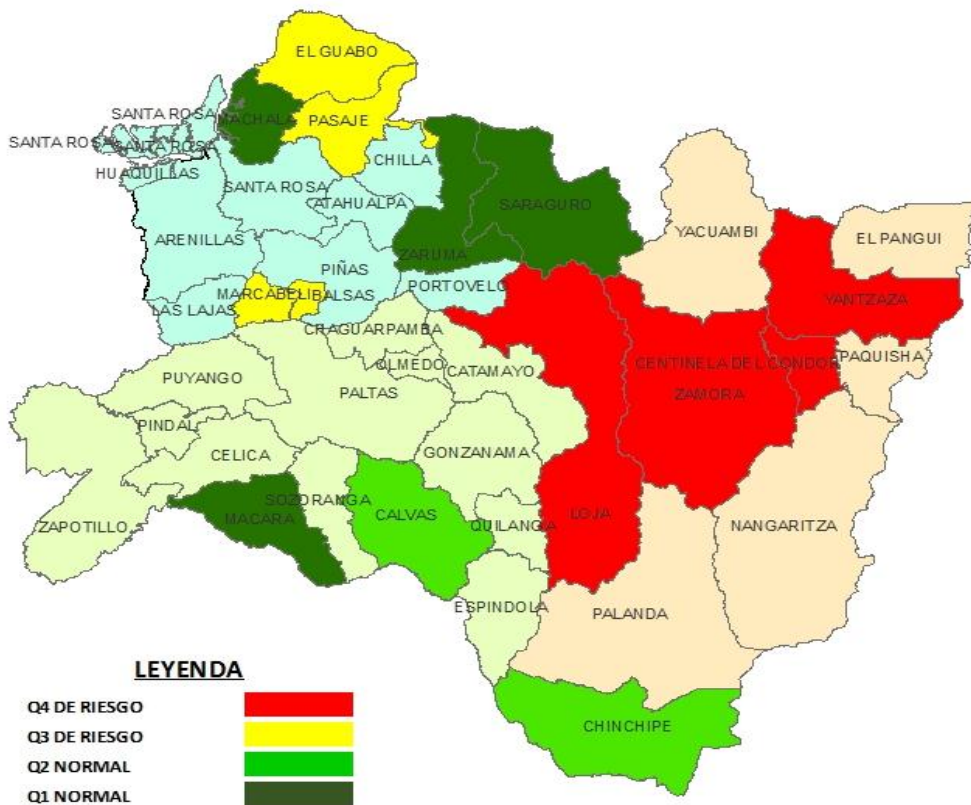 EL GUABO
SANTA ROSA
MACHALA
PASAJE
SANTA ROSA
SANTA ROSA
CHILLA
HUAQUILLAS
SANTA ROSA
ATAHUALPA
SARAGURO
ARENILLAS
YACUAMBI
EL PANGUI
ZARUMA
PIÑAS
PORTOVELO
MARCABELI
BALSAS
LAS LAJAS
YANTZAZA
CRAGUARPAMBA
OLMEDO
CATAMAYO
CENTINELA DEL CONDOR
PAQUISHA
PUYANGO
PALTAS
ZAMORA
PINDAL
CELICA
GONZANAMA
SOZORANGA
MACARA
CALVAS
LOJA
ZAPOTILLO
QUILANGA
NANGARITZA
ESPINDOLA
PALANDA
CHINCHIPE
LEYENDA
Q4 DE RIESGO
Q3 DE RIESGO
Q2 NORMAL
Q1 NORMAL